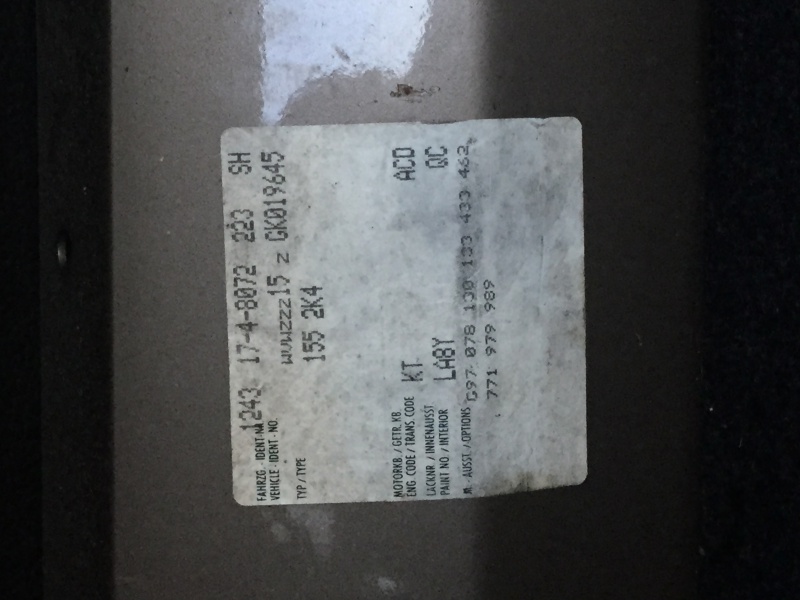 1243 17-4-8072 223 SH
FAHRZG.-IDENT-NR.
VEHICLE-IDENT-NO. WVWZZZ15 Z GK019645
TYP / TYPE 155 2K4
MOTORKB. / GETR. KB.
ENG. CODE / TRANS. CODE KT ACD
LACKNR / INNENAUSST
PAINT NO. / INTERIOR LA8Y QC
M. AUSST. / OPTIONS G97 078 130 133 433 462
771 979 989